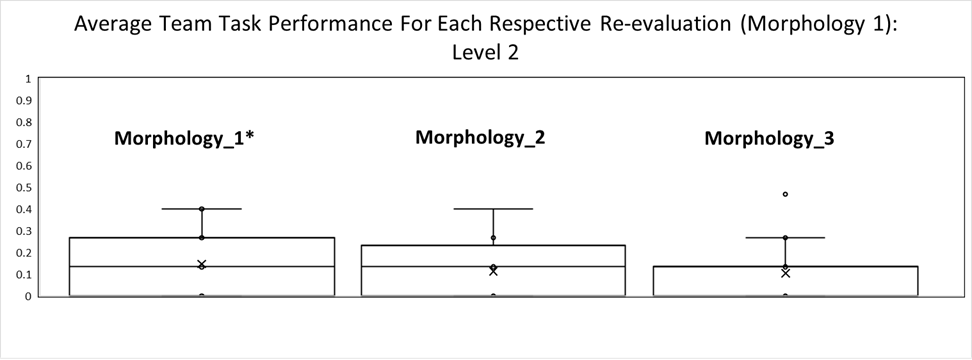 Average Team Task Performance For Each Respective Re-evaluation (Morphology 1):
Level 2
1
0.9
0.8
0.7
0.6
0.5
0.4
0.3
0.2
0.1
0
Morphology_1*
Morphology_2
Morphology_3